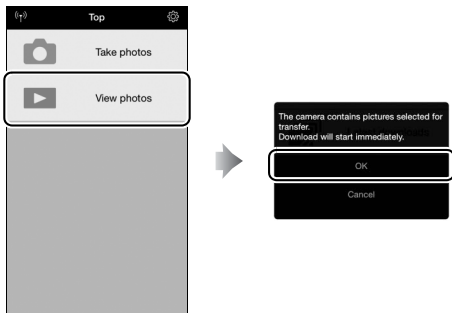 Top
Take photos
View photos
The camera contains pictures selected for
transfer.
Download will start immediately.
OK
Cancel